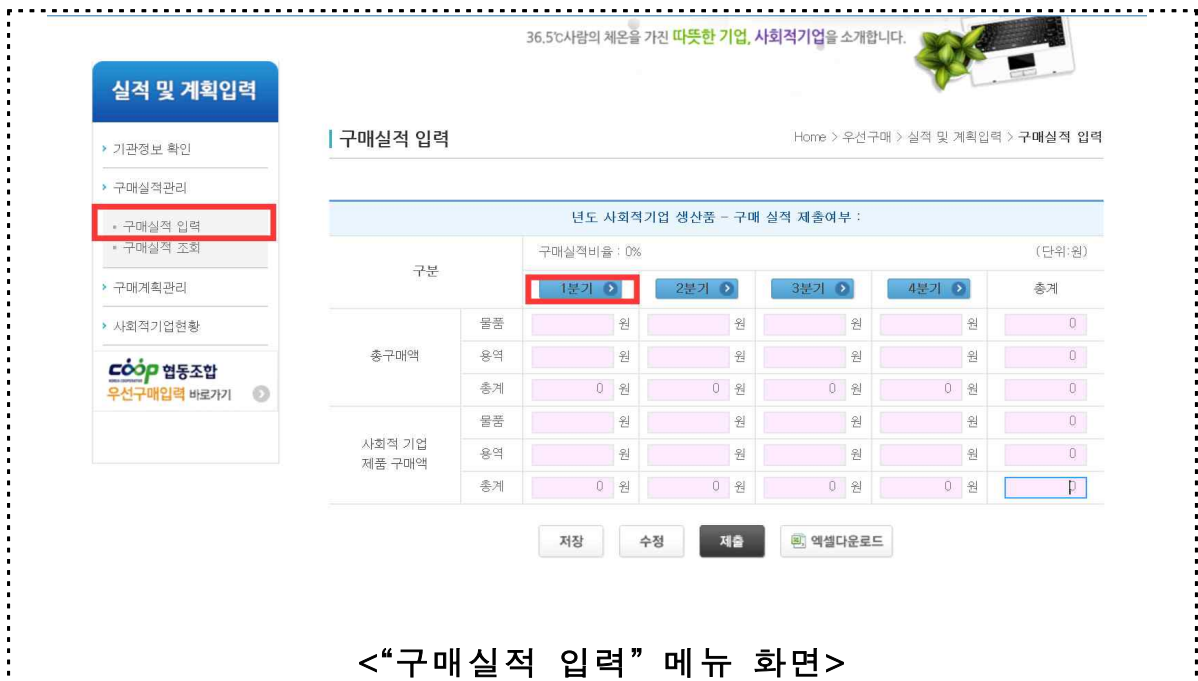 36.5℃사람의 체온을 가진 따뜻한 기업, 사회적기업을 소개합니다.
실적 및 계획입력
기관정보 확인
구매실적관리
구매실적 입력
구매실적 조회
구매계획관리
사회적기업현황
coop 협동조합
우선구매입력 바로가기
구매실적 입력
Home > 우선구매 > 실적 및 계획입력 > 구매실적 입력
년도 사회적기업 생산품 - 구매 실적 제출여부 :
구분
구매실적비율 : 0%
(단위:원)
1분기 2분기 3분기 4분기 총계
총구매액
물품 원 원 원 원 0
용역 원 원 원 원 0
총계 0 원 0 원 0 원 0 원 0
사회적 기업
제품 구매액
물품 원 원 원 원 0
용역 원 원 원 원 0
총계 0 원 0 원 0 원 0 원 0
저장 수정 제출 엑셀다운로드
<“구매실적 입력” 메뉴 화면>